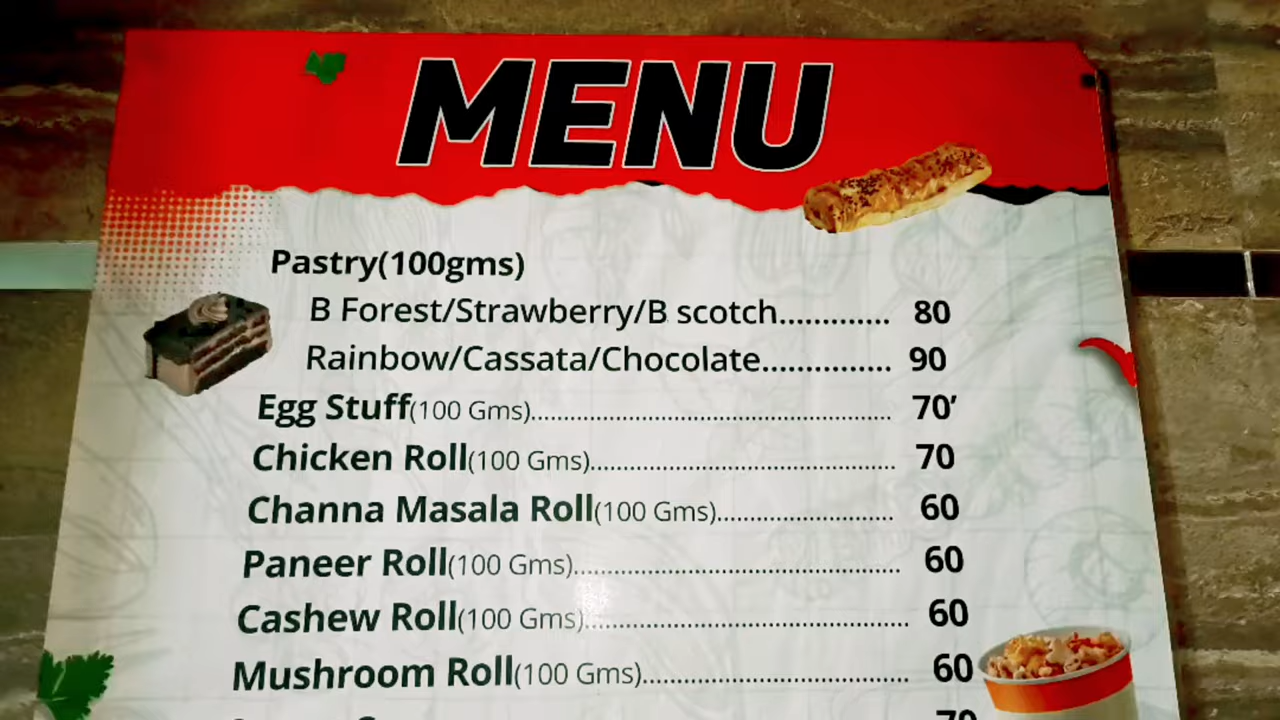 MENU
Pastry(100gms)
B Forest/Strawberry/B scotch............. 80
Rainbow/Cassata/Chocolate............... 90
Egg Stuff(100 Gms)...................................................... 70’
Chicken Roll(100 Gms)............................................. 70
Channa Masala Roll(100 Gms).......................... 60
Paneer Roll(100 Gms)................................................ 60
Cashew Roll(100 Gms)................................................ 60
Mushroom Roll(100 Gms)....................................... 60
70